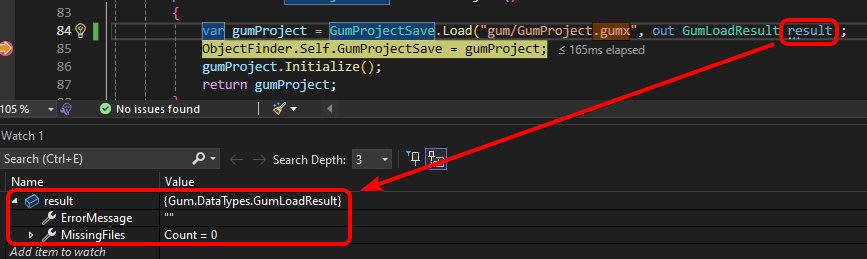 83 {
84 var gumProject = GumProjectSave.Load("gum/GumProject.gumx", out GumLoadResult result ;
85 ObjectFinder.Self.GumProjectSave = gumProject; ≤ 165ms elapsed
86 gumProject.Initialize();
87 return gumProject;
}
105 % No issues found
Watch 1
Search (Ctrl+E) Search Depth: 3
Name Value
result {Gum.DataTypes.GumLoadResult}
ErrorMessage ""
MissingFiles Count = 0
Add item to watch